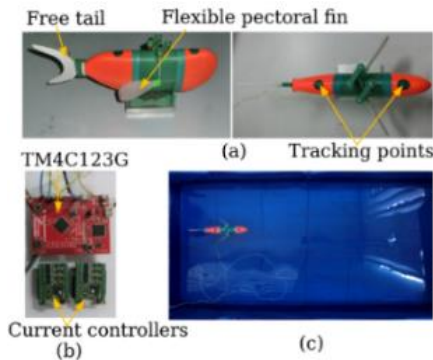 Free tail
Flexible pectoral fin
(a)
Tracking points
TM4C123G
Current controllers
(b)
(c)